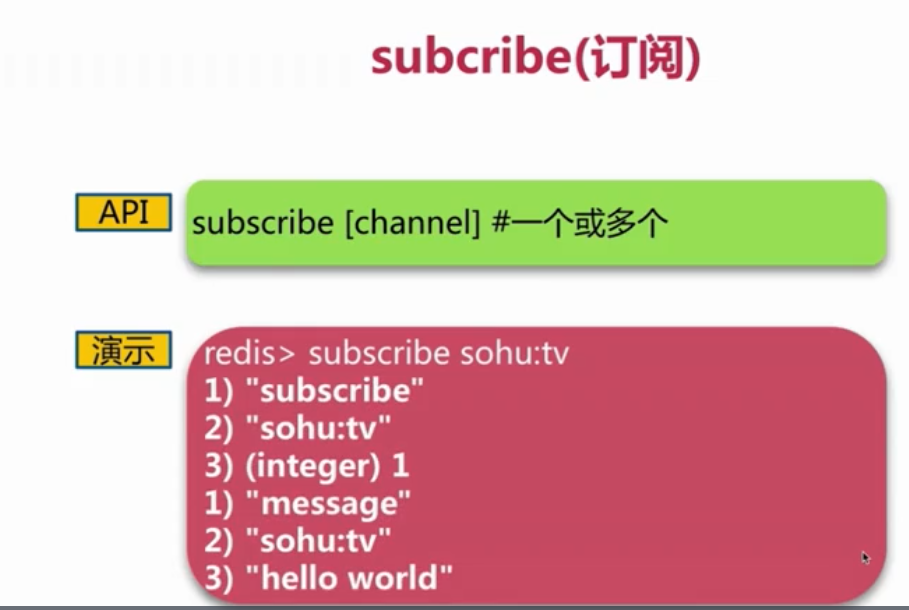 subcribe(订阅)
API
subscribe [channel] #一个或多个
演示
redis> subscribe sohu:tv
1) "subscribe"
2) "sohu:tv"
3) (integer) 1
1) "message"
2) "sohu:tv"
3) "hello world"